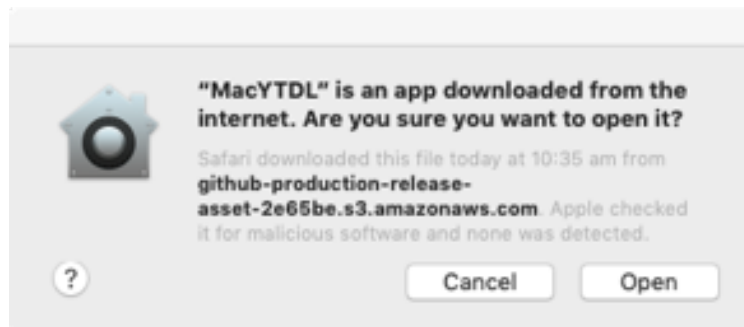 “MacYTDL” is an app downloaded from the
internet. Are you sure you want to open it?
Safari downloaded this file today at 10:35 am from
github-production-release-
asset-2e65be.s3.amazonaws.com. Apple checked
it for malicious software and none was detected.
?
Cancel
Open